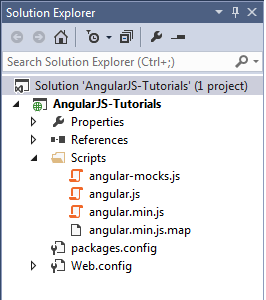 Solution Explorer
Search Solution Explorer (Ctrl+;)
Solution 'AngularJS-Tutorials' (1 project)
AngularJS-Tutorials
Properties
References
Scripts
angular-mocks.js
angular.js
angular.min.js
angular.min.js.map
packages.config
Web.config